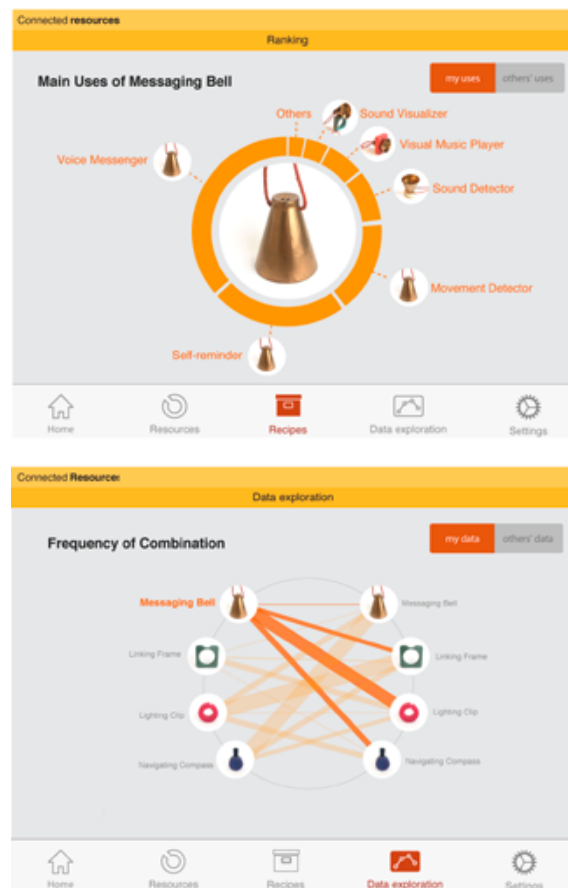 Connected resources
Ranking
Main Uses of Messaging Bell
my uses
others' uses
Others
Sound Visualizer
Visual Music Player
Voice Messenger
Sound Detector
Movement Detector
Self-reminder
Home
Resources
Recipes
Data exploration
Settings
Connected Resources
Data exploration
Frequency of Combination
my data
others' data
Messaging Bell
Messaging Bell
Linking Frame
Linking Frame
Lighting Clip
Lighting Clip
Navigating Compass
Navigating Compass
Home
Resources
Recipes
Data exploration
Settings